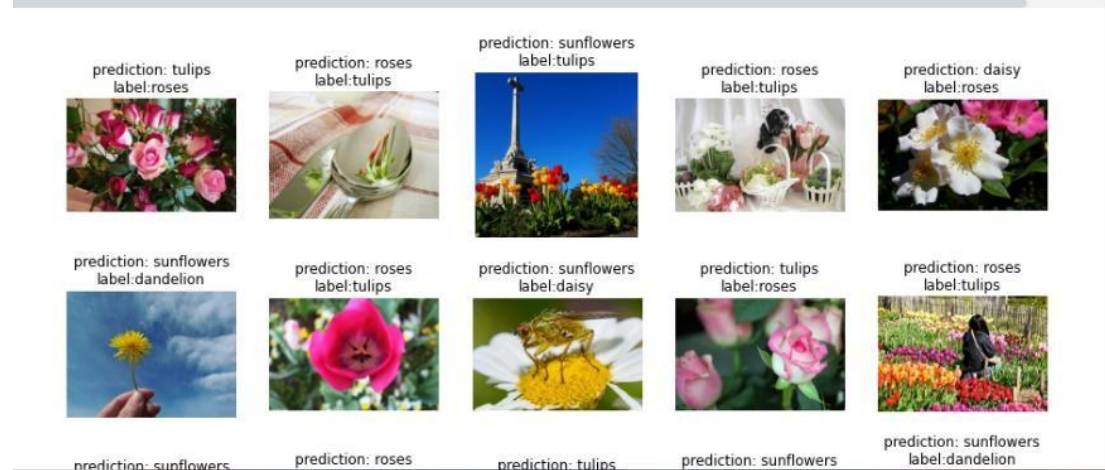 prediction: tulips
label:roses
prediction: roses
label:tulips
prediction: sunflowers
label:tulips
prediction: roses
label:tulips
prediction: daisy
label:roses
prediction: sunflowers
label:dandelion
prediction: roses
label:tulips
prediction: sunflowers
label:daisy
prediction: tulips
label:roses
prediction: roses
label:tulips
prediction: sunflowers
prediction: roses
prediction: tulips
prediction: sunflowers
prediction: sunflowers
label:dandelion